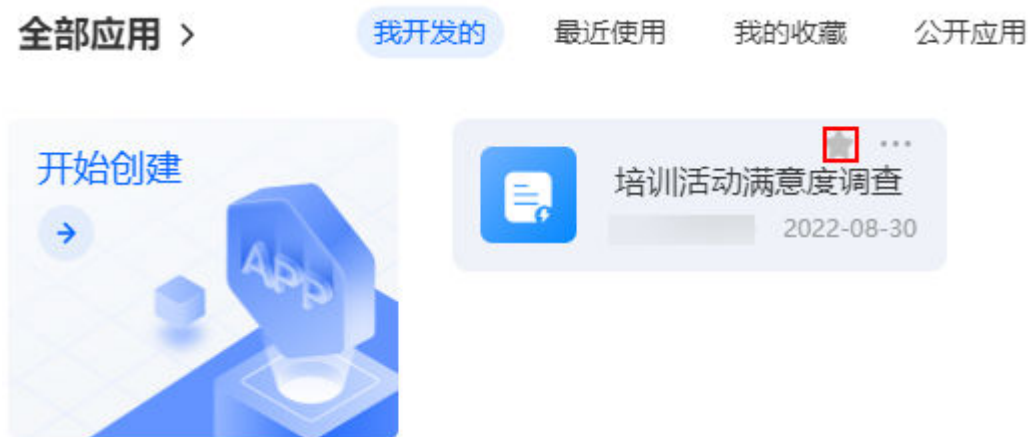 全部应用 >
我开发的
最近使用
我的收藏
公开应用
开始创建
APP
培训活动满意度调查
2022-08-30